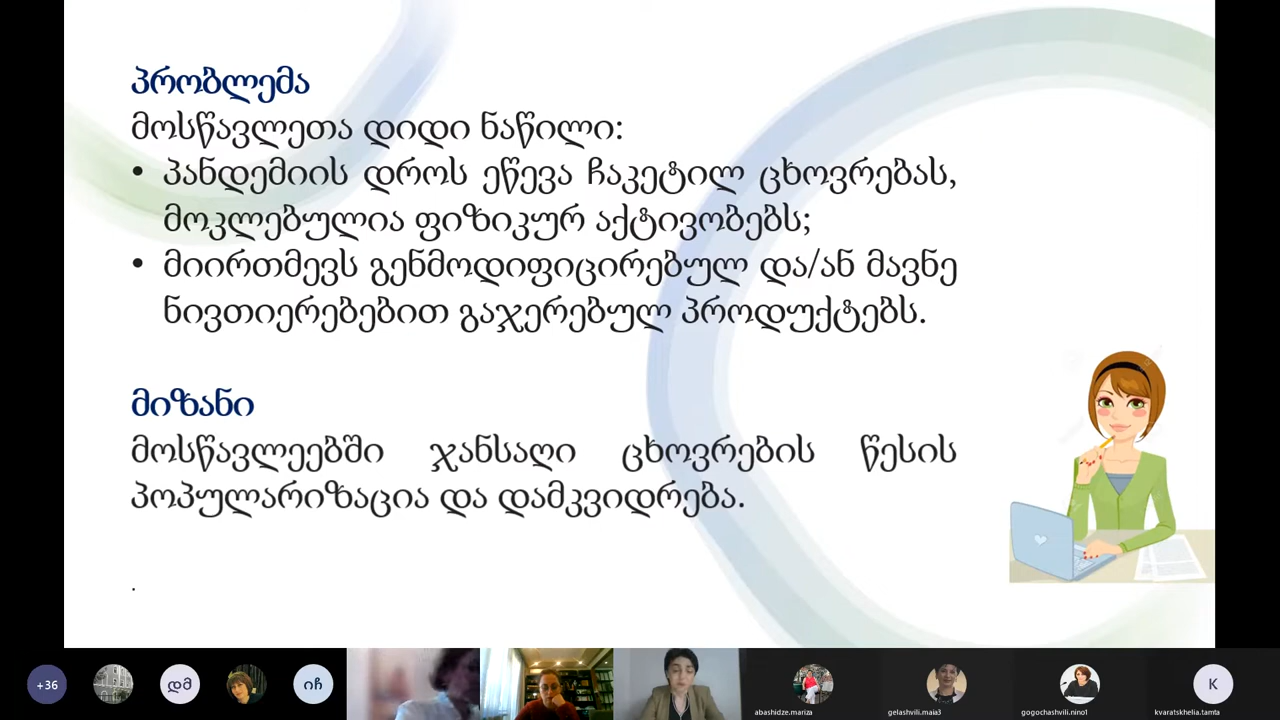 პრობლემა
მოსწავლეთა დიდი ნაწილი:
• პანდემიის დროს ეწევა ჩაკეტილ ცხოვრებას,
მოკლებულია ფიზიკურ აქტივობებს;
• მიირთმევს გენმოდიფიცირებულ და/ან მავნე
ნივთიერებებით გაჯერებულ პროდუქტებს.
მიზანი
მოსწავლეებში ჯანსაღი ცხოვრების წესის
პოპულარიზაცია და დამკვიდრება.
.
+36 დმ იჩ K
abashidze.mariza gelashvili.maia3 gogochashvili.nino1 kvaratskhelia.tamta